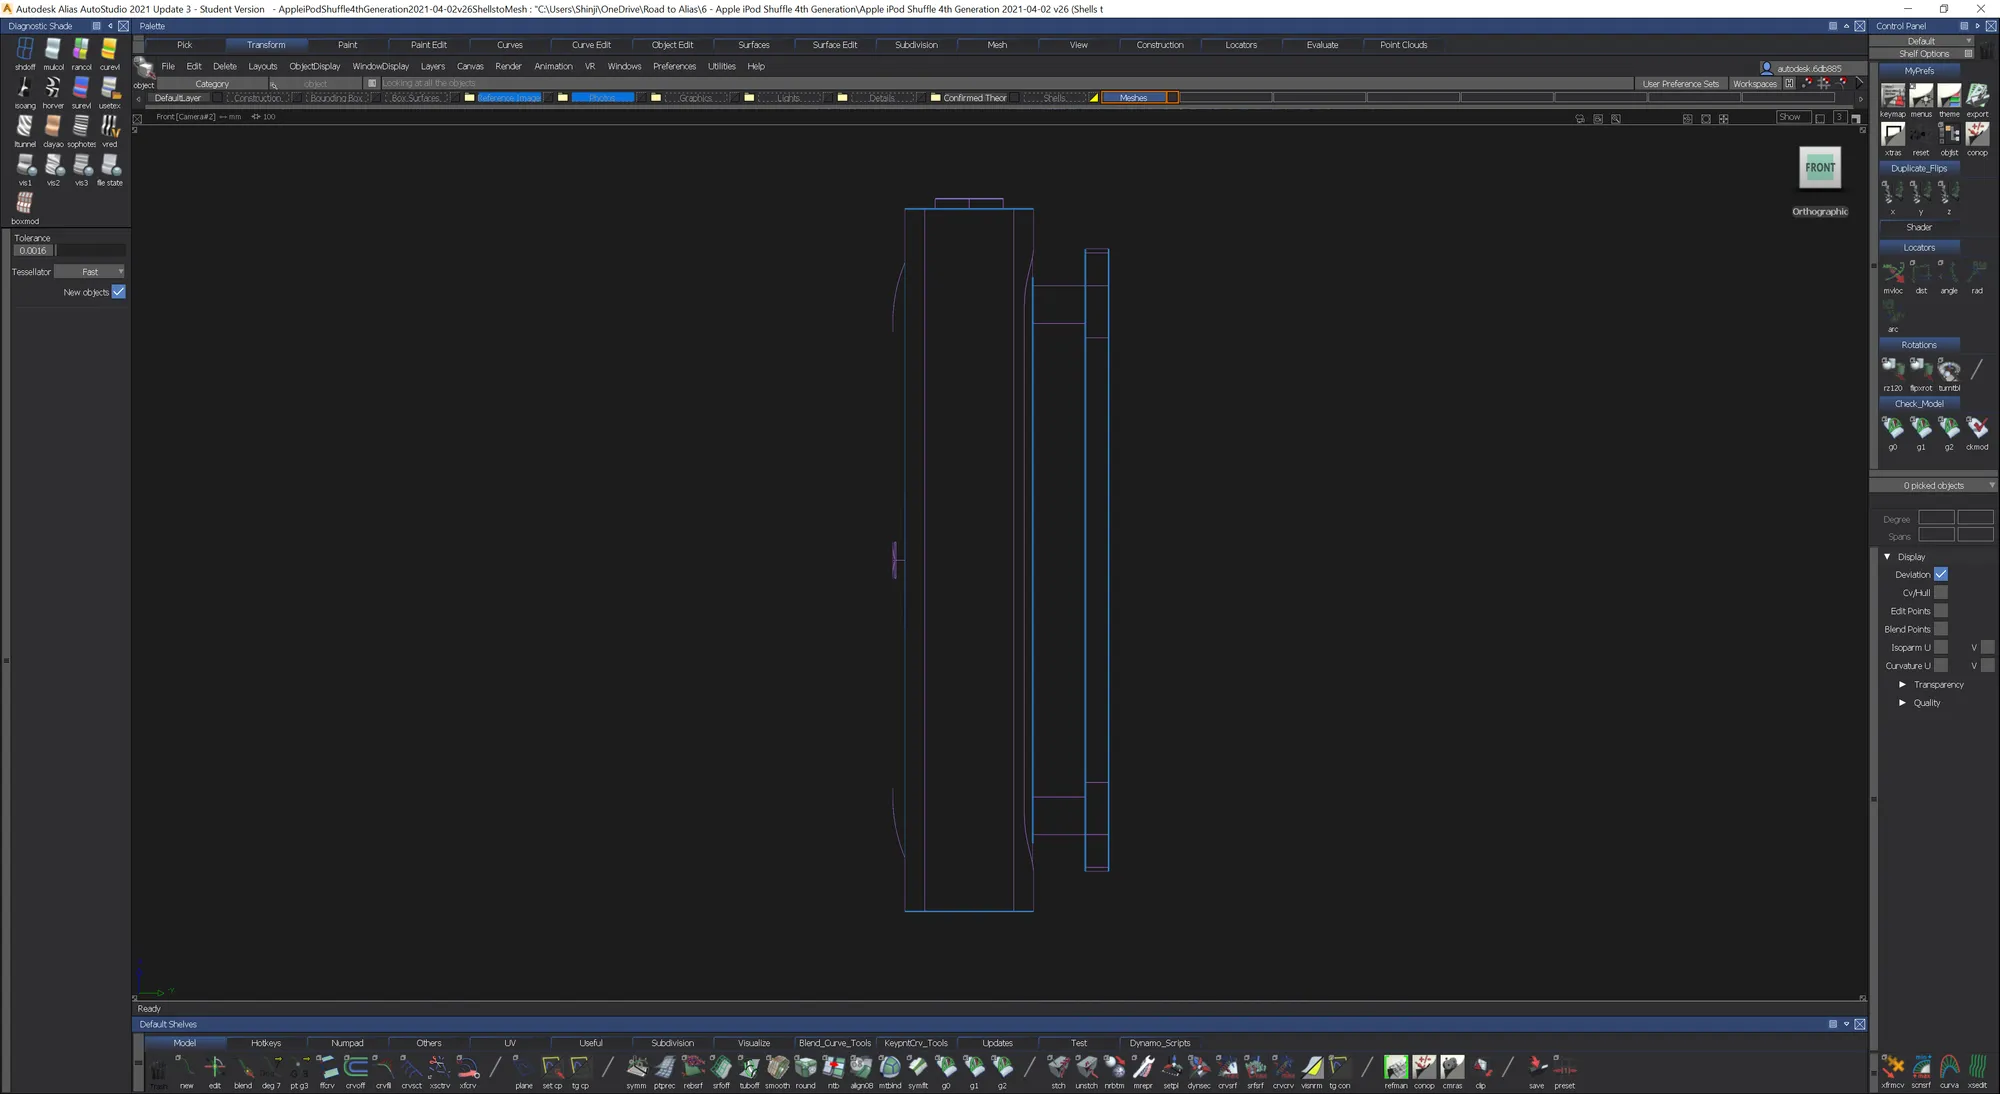 Autodesk Alias AutoStudio 2021 Update 3 - Student Version - AppleiPodShuffle4thGeneration2021-04-02v26ShellstoMesh : "C:\Users\Shinji\OneDrive\Road to Alias\6 - Apple iPod Shuffle 4th Generation\Apple iPod Shuffle 4th Generation 2021-04-02 v26 (Shells t
Diagnostic Shade
Palette
Control Panel
Pick Transform Paint Paint Edit Curves Curve Edit Object Edit Surfaces Surface Edit Subdivision Mesh View Construction Locators Evaluate Point Clouds
Default
Shelf Options
File Edit Delete Layouts ObjectDisplay WindowDisplay Layers Canvas Render Animation VR Windows Utilities Preferences Help
autodesk.6db885
object Category object Looking at all the objects
User Preference Sets Workspaces
DefaultLayer Construction Bounding Box Box Surfaces Reference Image Photos Graphics Lights Details Confirmed Theor Shells Meshes
Front [Camera#2] mm 100
Show 3
FRONT
Orthographic
shdoff mulcol rancol curevl
isoang horver surevl usetex
ltunnel clayao sophotes vred
vis1 vis2 vis3 file state
boxmod
Tolerance
0.0016
Tessellator Fast
New objects
MyPrefs
keymap menus theme export
xtras reset objlst conop
Duplicate_Flips
x y z
Shader
Locators
mvloc dist angle rad
arc
Rotations
rz120 flpxrot turntbl
Check_Model
g0 g1 g2 ckmod
0 picked objects
Degree
Spans
Display
Deviation
Cv/Hull
Edit Points
Blend Points
Isoparm U V
Curvature U V
Transparency
Quality
Ready
Default Shelves
Model Hotkeys Numpad Others UV Useful Subdivision Visualize Blend_Curve_Tools KeypntCrv_Tools Updates Test Dynamo_Scripts
Trash new edit blend deg 7 pt g3 ffcrv crvoff crvfil crvsct xsctrv xfcrv plane set cp tg cp symm ptprec rebsrf srfoff tuboff smooth round ntb align08 mtblnd symflt g0 g1 g2 stch unstch nrbtm mrepr setpl dynsec crvsrf srfsrf crvcrv visnrm tg con refman conop cmras clip save preset
xfrmcv scnsrf curva xsedit